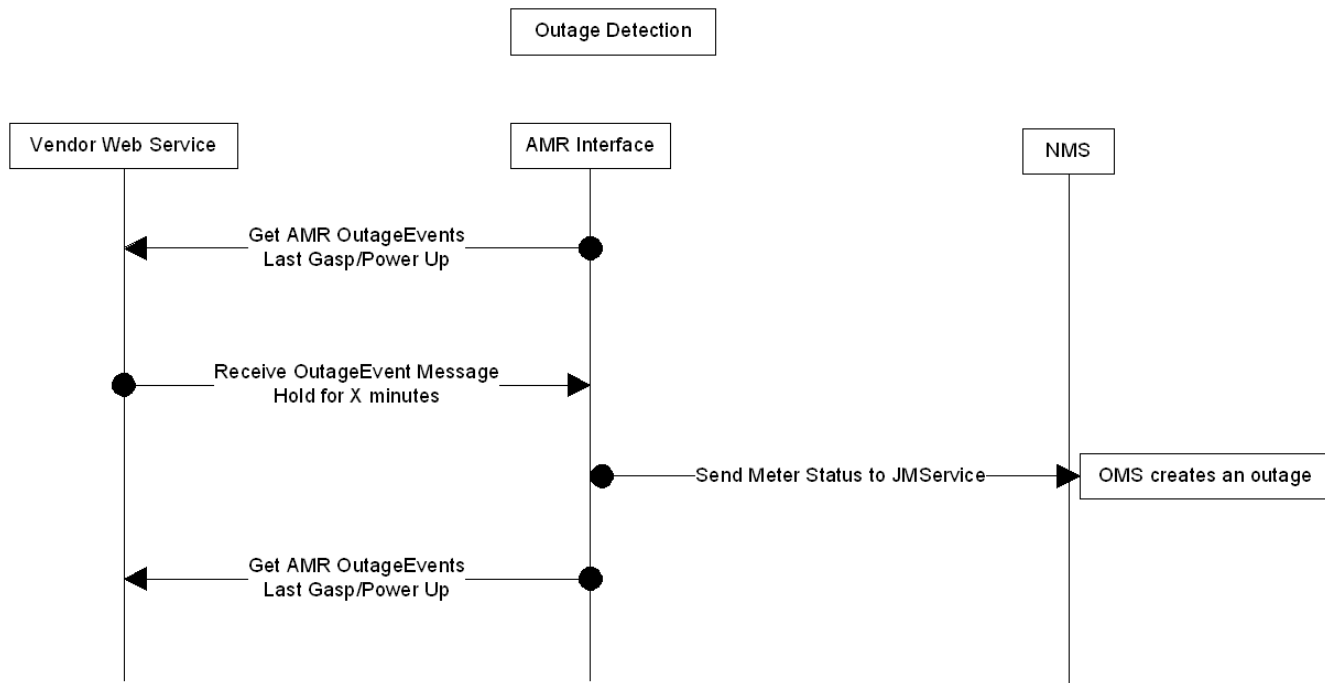 Outage Detection
Vendor Web Service
AMR Interface
NMS
Get AMR OutageEvents
Last Gasp/Power Up
Receive OutageEvent Message
Hold for X minutes
Send Meter Status to JMService
OMS creates an outage
Get AMR OutageEvents
Last Gasp/Power Up